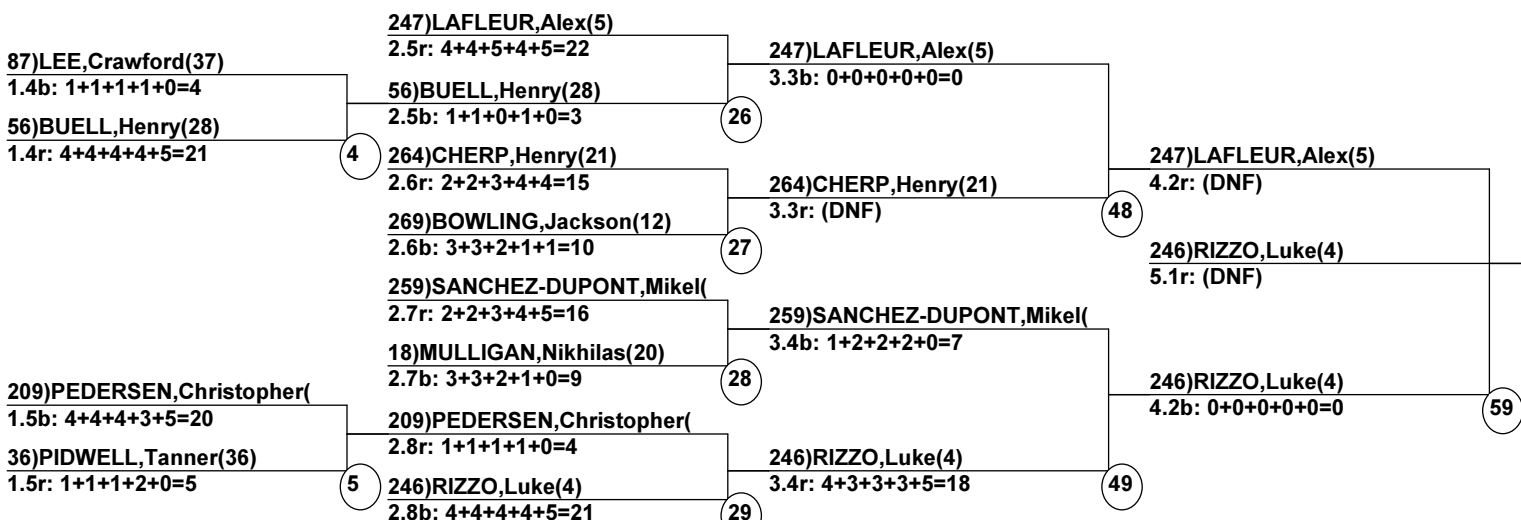 87)LEE,Crawford(37)
1.4b: 1+1+1+1+0=4
56)BUELL,Henry(28)
1.4r: 4+4+4+4+5=21
4
209)PEDERSEN,Christopher(
1.5b: 4+4+4+3+5=20
36)PIDWELL,Tanner(36)
1.5r: 1+1+1+2+0=5
5
247)LAFLEUR,Alex(5)
2.5r: 4+4+5+4+5=22
56)BUELL,Henry(28)
2.5b: 1+1+0+1+0=3
26
264)CHERP,Henry(21)
2.6r: 2+2+3+4+4=15
269)BOWLING,Jackson(12)
2.6b: 3+3+2+1+1=10
27
259)SANCHEZ-DUPONT,Mikel(
2.7r: 2+2+3+4+5=16
18)MULLIGAN,Nikhilas(20)
2.7b: 3+3+2+1+0=9
28
209)PEDERSEN,Christopher(
2.8r: 1+1+1+1+0=4
246)RIZZO,Luke(4)
2.8b: 4+4+4+4+5=21
29
247)LAFLEUR,Alex(5)
3.3b: 0+0+0+0+0=0
264)CHERP,Henry(21)
3.3r: (DNF)
48
259)SANCHEZ-DUPONT,Mikel(
3.4b: 1+2+2+2+0=7
246)RIZZO,Luke(4)
3.4r: 4+3+3+3+5=18
49
247)LAFLEUR,Alex(5)
4.2r: (DNF)
246)RIZZO,Luke(4)
4.2b: 0+0+0+0+0=0
59
246)RIZZO,Luke(4)
5.1r: (DNF)